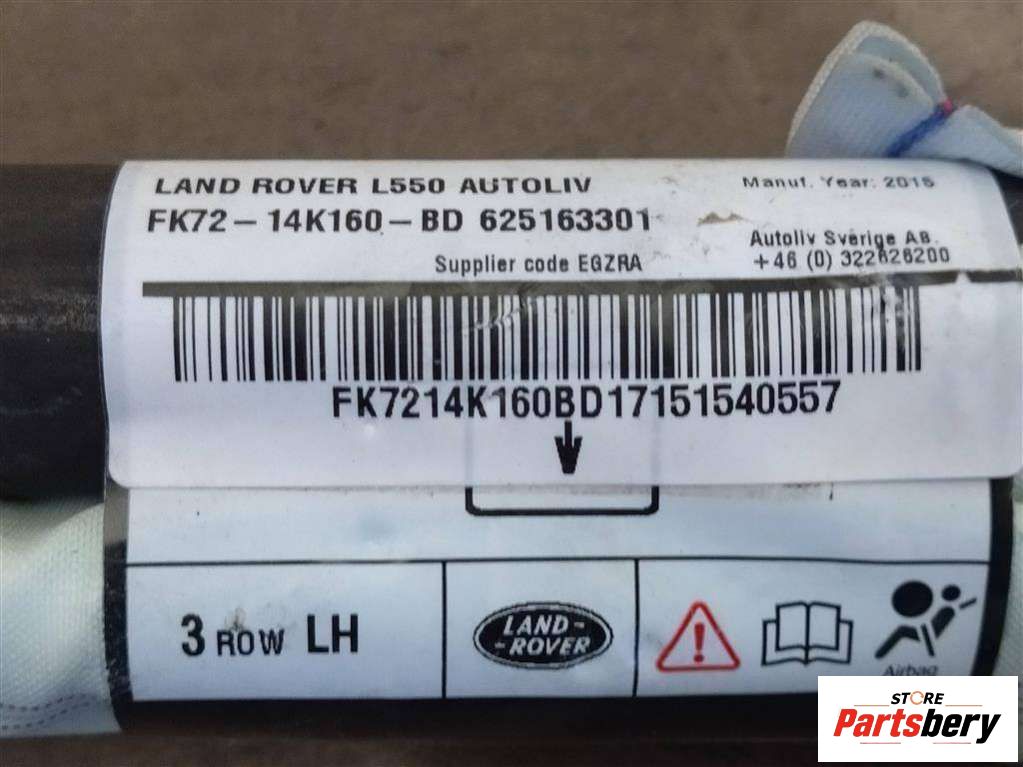 LAND ROVER L550 AUTOLIV
Manuf. Year: 2015
FK72-14K160-BD 625163301
Autoliv Sverige AB.
+46 (0) 322626200
Supplier code EGZRA
FK7214K160BD17151540557
3 ROW LH
LAND-
-ROVER
Airbag
STORE
Partsbery